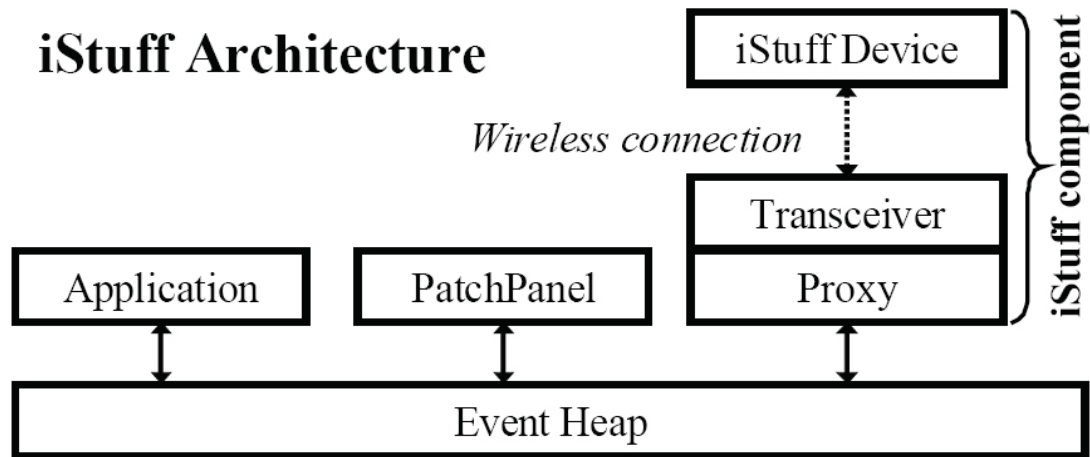 iStuff Architecture
iStuff Device
Wireless connection
Transceiver
Application
PatchPanel
Proxy
iStuff component
Event Heap